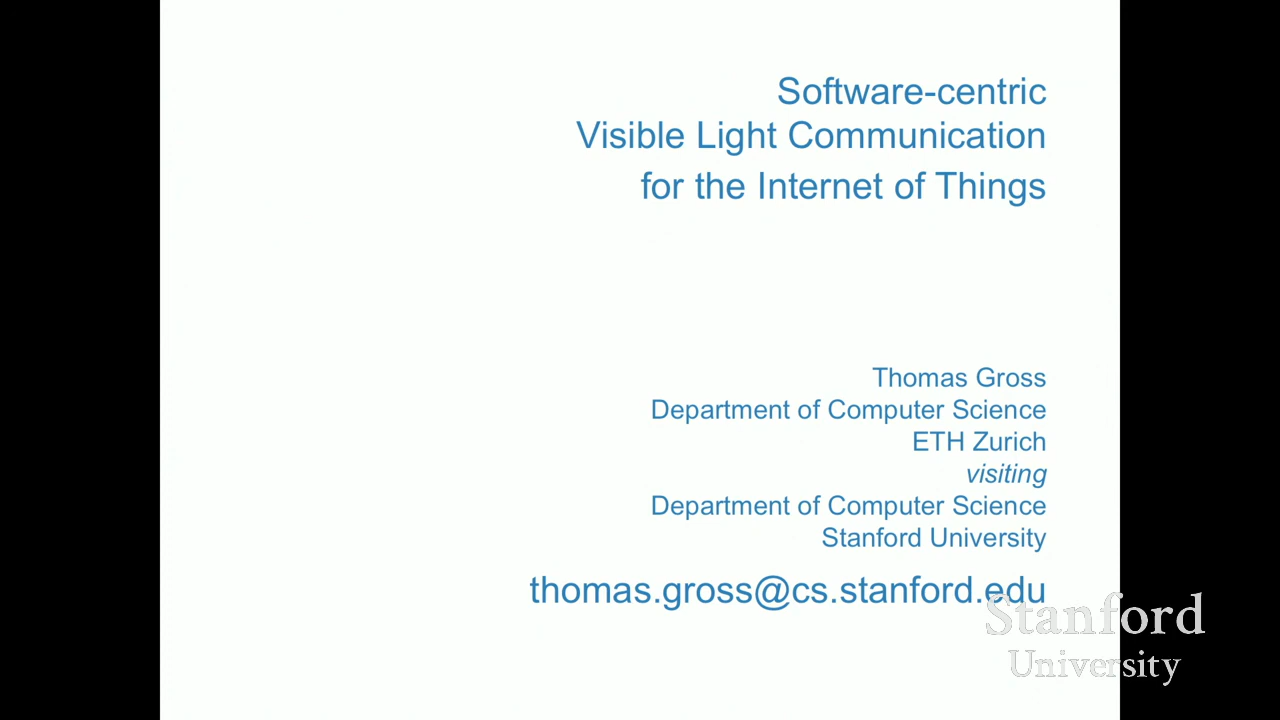 Software-centric
Visible Light Communication
for the Internet of Things
Thomas Gross
Department of Computer Science
ETH Zurich
visiting
Department of Computer Science
Stanford University
thomas.gross@cs.stanford.edu
Stanford
University